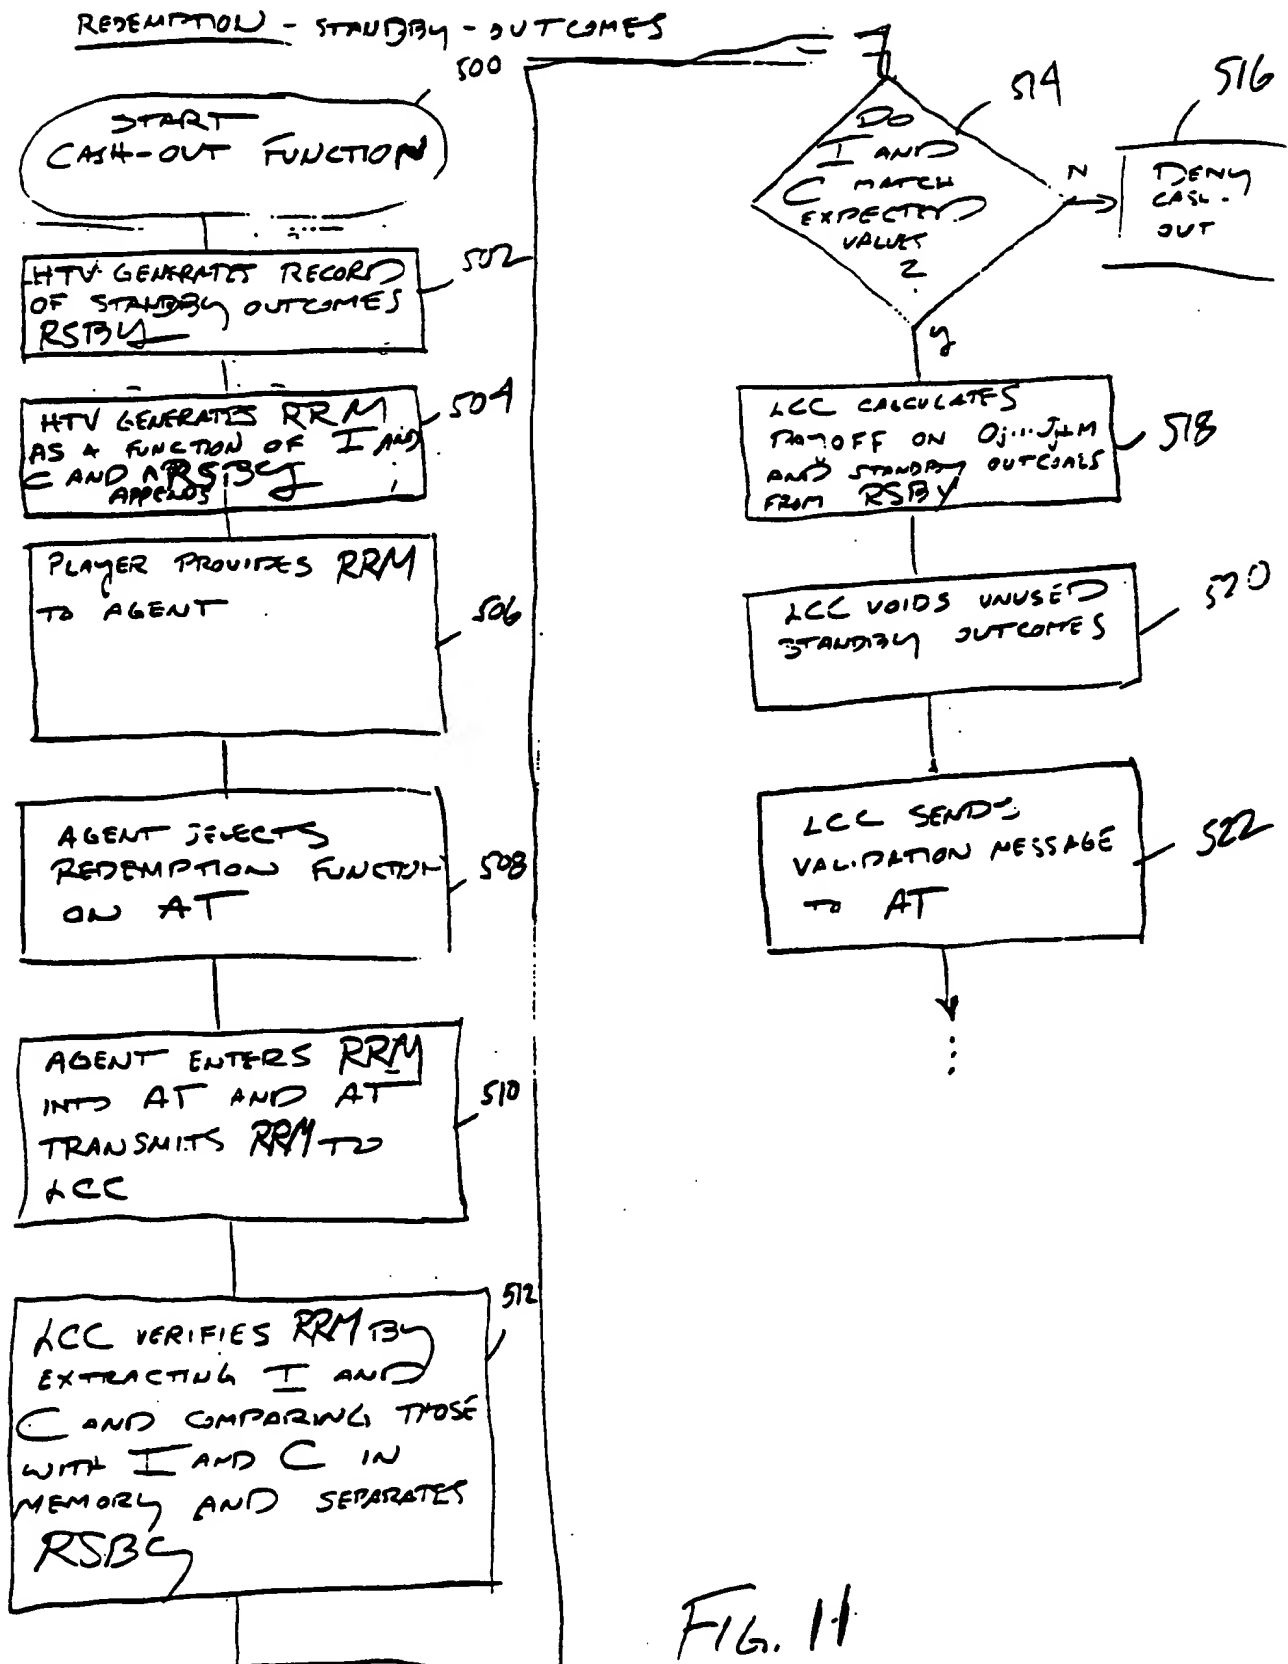 REDEMPTION - STANDBY - OUTCOMES
500
START
CASH-OUT FUNCTION
502
HTV GENERATES RECORD
OF STANDBY OUTCOMES
RSBY
504
HTV GENERATES RRM
AS A FUNCTION OF I AND
C AND RSBY
APPENDS
PLAYER PROVIDES RRM
TO AGENT
506
AGENT SELECTS
REDEMPTION FUNCTION
ON AT
508
AGENT ENTERS RRM
INTO AT AND AT
TRANSMITS RRM TO
LCC
510
512
LCC VERIFIES RRM BY
EXTRACTING I AND
C AND COMPARING THOSE
WITH I AND C IN
MEMORY AND SEPARATES
RSBY
514
DO
I AND
C MATCH
EXPECTED
VALUES
?
N
516
DENY
CASH-
OUT
Y
LCC CALCULATES
PAYOFF ON Oj...Jj+M
AND STANDBY OUTCOMES
FROM RSBY
518
LCC VOIDS UNUSED
STANDBY OUTCOMES
520
LCC SENDS
VALIDATION MESSAGE
TO AT
522
FIG. 11